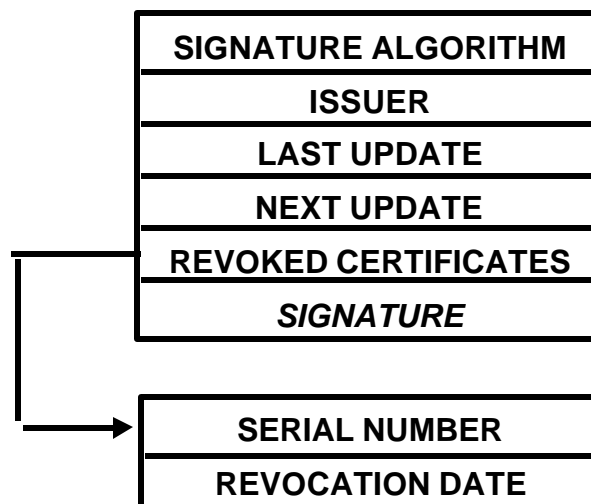 SIGNATURE ALGORITHM
ISSUER
LAST UPDATE
NEXT UPDATE
REVOKED CERTIFICATES
SIGNATURE
SERIAL NUMBER
REVOCATION DATE